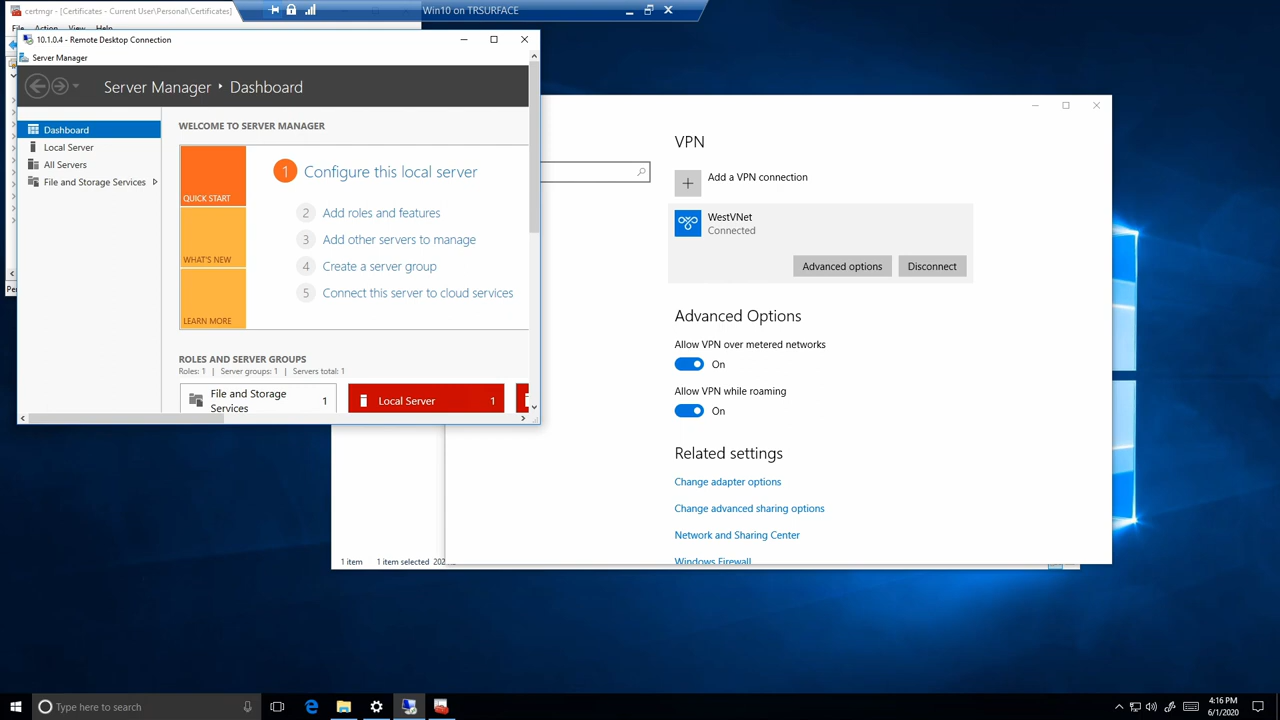 certmgr - [Certificates - Current User\Personal\Certificates]
Win10 on TRSURFACE
File Action View Help
10.1.0.4 - Remote Desktop Connection
Server Manager
Server Manager ‣ Dashboard
Dashboard
Local Server
All Servers
File and Storage Services
WELCOME TO SERVER MANAGER
QUICK START
WHAT'S NEW
LEARN MORE
1 Configure this local server
2 Add roles and features
3 Add other servers to manage
4 Create a server group
5 Connect this server to cloud services
ROLES AND SERVER GROUPS
Roles: 1 | Server groups: 1 | Servers total: 1
File and Storage
Services
1
Local Server 1
VPN
Add a VPN connection
WestVNet
Connected
Advanced options
Disconnect
Advanced Options
Allow VPN over metered networks
On
Allow VPN while roaming
On
Related settings
Change adapter options
Change advanced sharing options
Network and Sharing Center
Windows Firewall
1 item 1 item selected
Type here to search
4:16 PM
6/1/2020